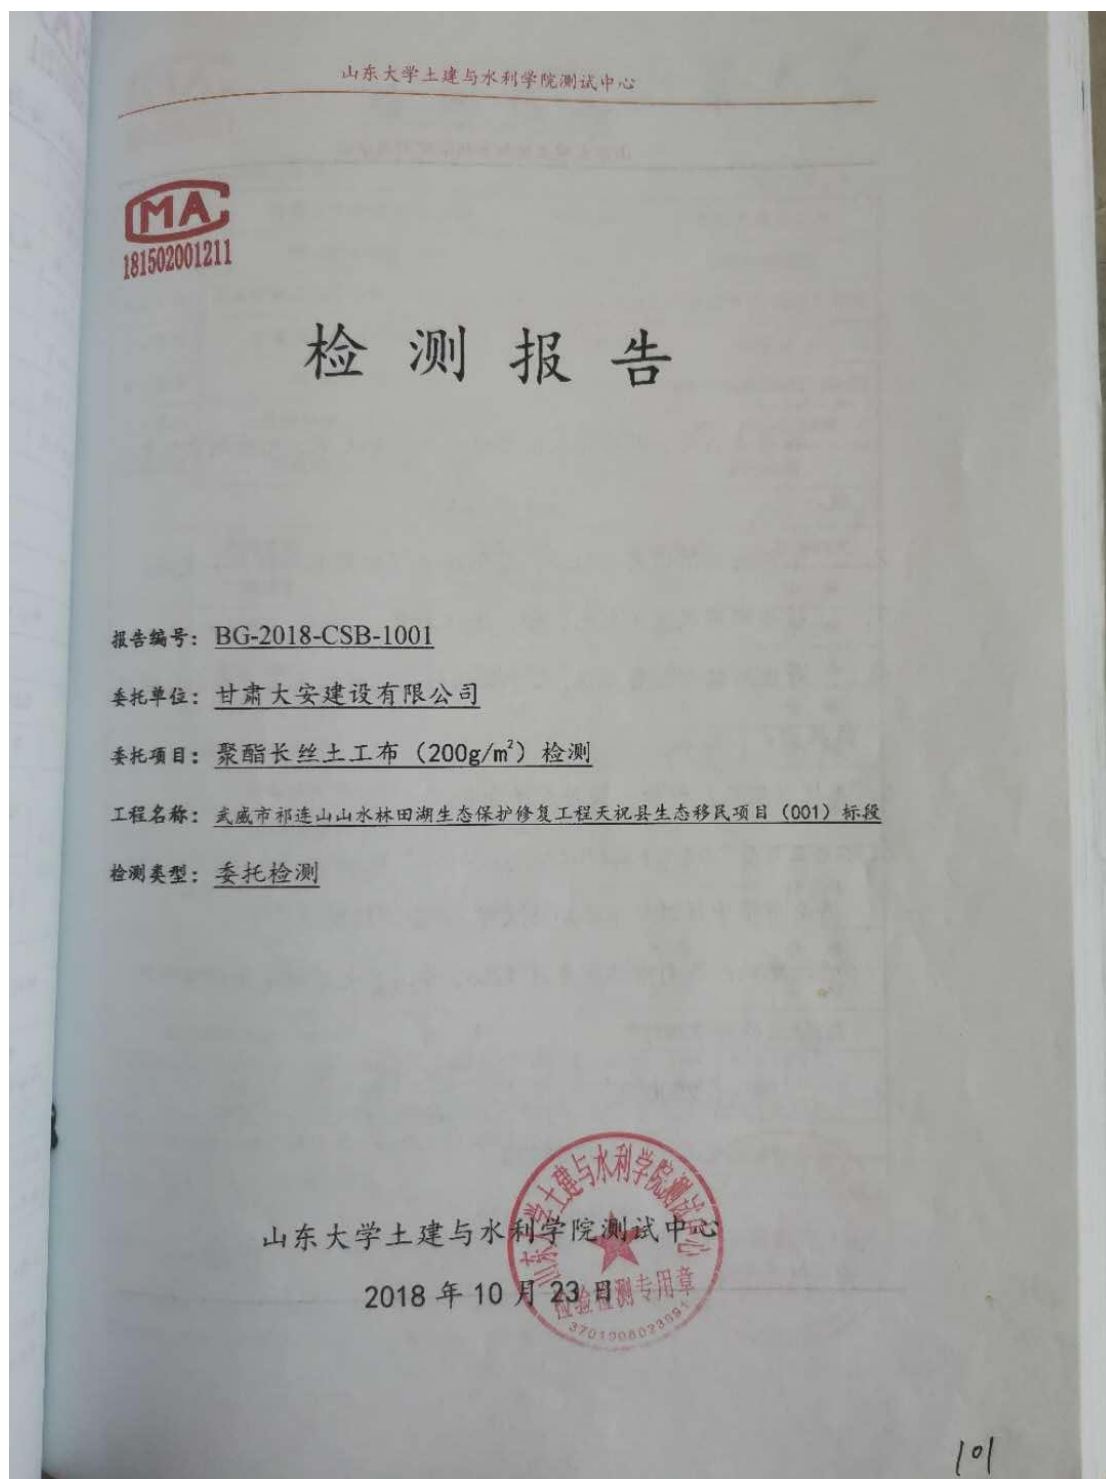 山东大学土建与水利学院测试中心
MA
181502001211
检测报告
报告编号：BG-2018-CSB-1001
委托单位：甘肃大安建设有限公司
委托项目：聚酯长丝土工布（200g/㎡）检测
工程名称：武威市祁连山山水林田湖生态保护修复工程天祝县生态移民项目（001）标段
检测类型：委托检测
山东大学土建与水利学院测试中心
2018 年 10 月 23 日
山东大学土建与水利学院测试中心
检验检测专用章
101